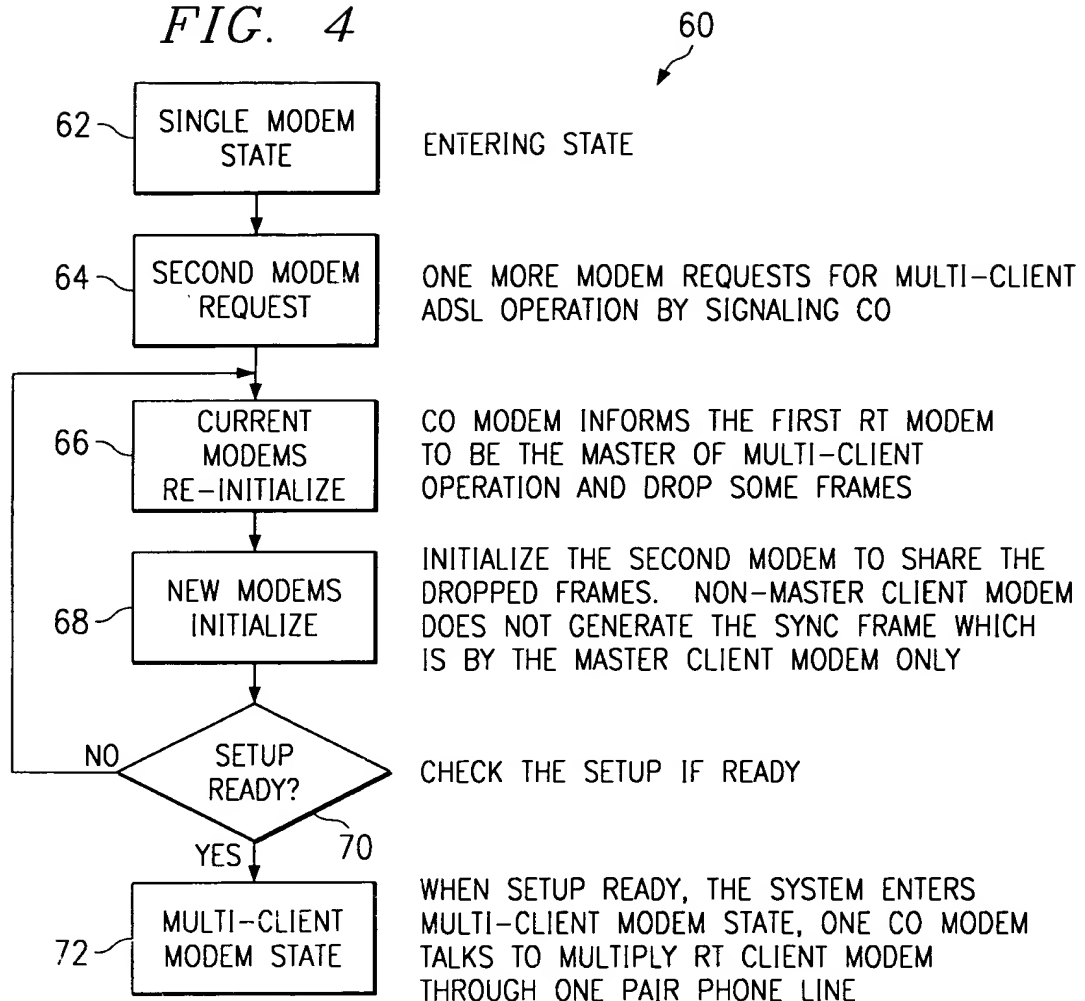 FIG. 4
60
62
SINGLE MODEM
STATE
ENTERING STATE
64
SECOND MODEM
REQUEST
ONE MORE MODEM REQUESTS FOR MULTI-CLIENT
ADSL OPERATION BY SIGNALING CO
66
CURRENT
MODEMS
RE-INITIALIZE
CO MODEM INFORMS THE FIRST RT MODEM
TO BE THE MASTER OF MULTI-CLIENT
OPERATION AND DROP SOME FRAMES
68
NEW MODEMS
INITIALIZE
INITIALIZE THE SECOND MODEM TO SHARE THE
DROPPED FRAMES. NON-MASTER CLIENT MODEM
DOES NOT GENERATE THE SYNC FRAME WHICH
IS BY THE MASTER CLIENT MODEM ONLY
NO
SETUP
READY?
CHECK THE SETUP IF READY
70
YES
72
MULTI-CLIENT
MODEM STATE
WHEN SETUP READY, THE SYSTEM ENTERS
MULTI-CLIENT MODEM STATE, ONE CO MODEM
TALKS TO MULTIPLY RT CLIENT MODEM
THROUGH ONE PAIR PHONE LINE